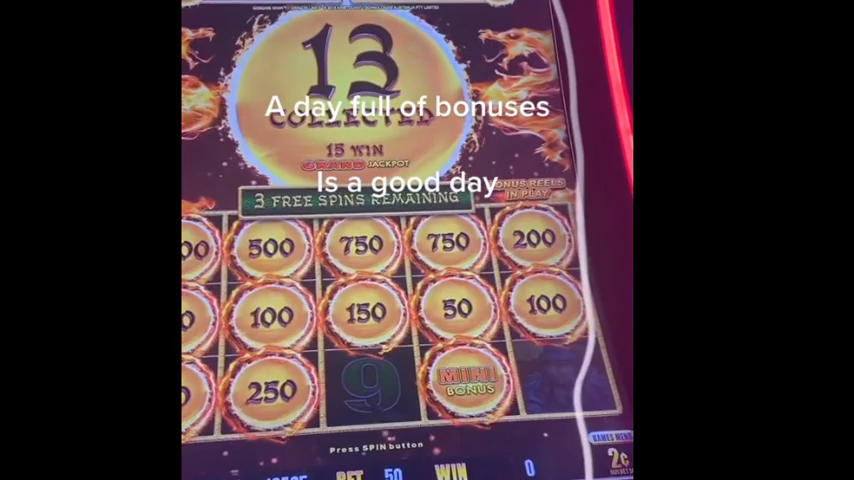 13
A day full of bonuses
COLLECTED
15 WIN
GRAND JACKPOT
Is a good day
3 FREE SPINS REMAINING
BONUS REELS
IN PLAY
500 750 750 200
100 150 50 100
250 9 MINI
BONUS
Press SPIN button
BET 50 WIN 0
GAMES MENU
2¢